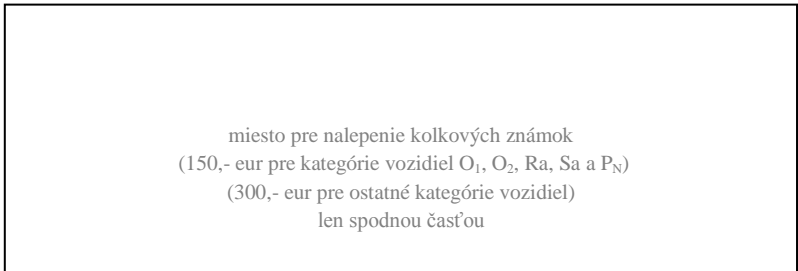 miesto pre nalepenie kolkových známok
(150,- eur pre kategórie vozidiel O₁, O₂, Ra, Sa a Pₙ)
(300,- eur pre ostatné kategórie vozidiel)
len spodnou časťou